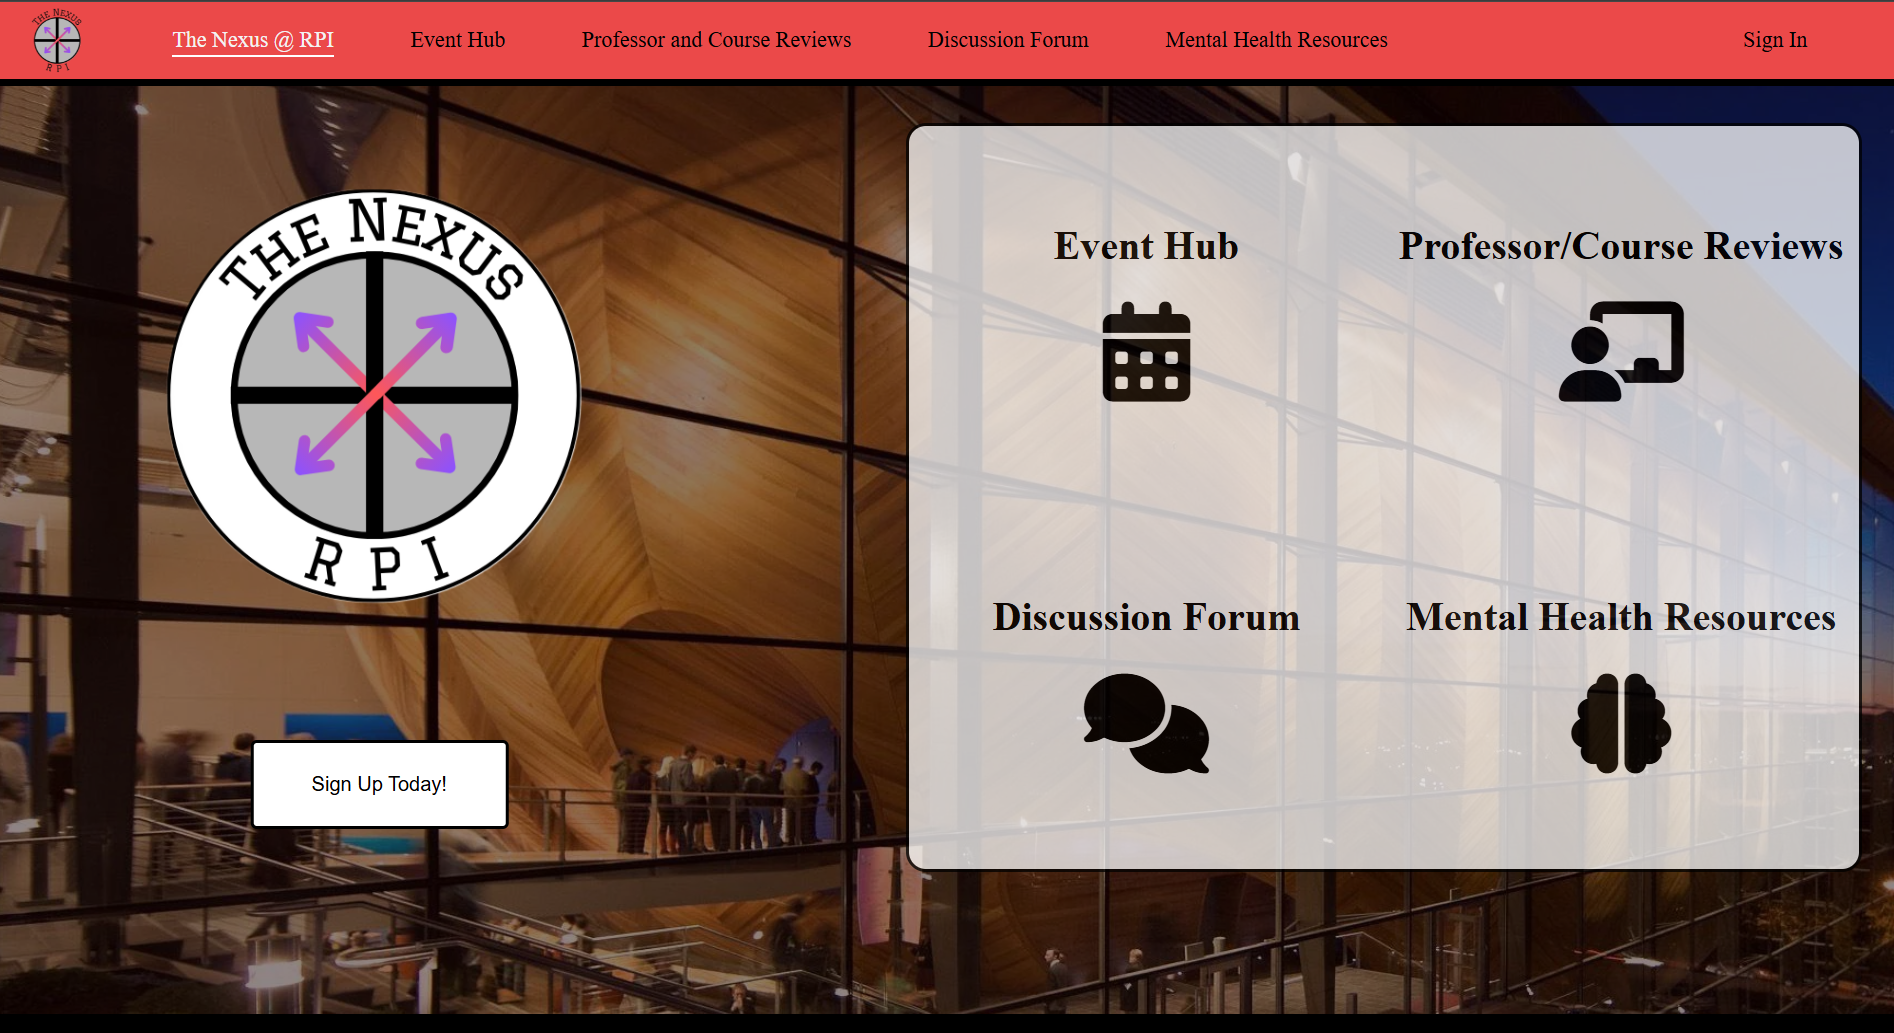 THE NEXUS
RPI
The Nexus @ RPI
Event Hub
Professor and Course Reviews
Discussion Forum
Mental Health Resources
Sign In
THE NEXUS
RPI
Sign Up Today!
Event Hub
Professor/Course Reviews
Discussion Forum
Mental Health Resources